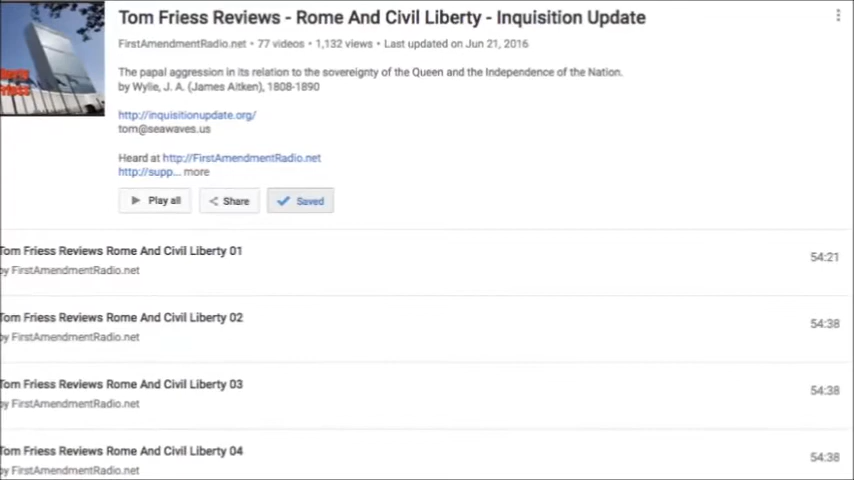 Tom Friess Reviews - Rome And Civil Liberty - Inquisition Update
FirstAmendmentRadio.net • 77 videos • 1,132 views • Last updated on Jun 21, 2016
The papal aggression in its relation to the sovereignty of the Queen and the Independence of the Nation.
by Wylie, J. A. (James Aitken), 1808-1890
http://inquisitionupdate.org/
tom@seawaves.us
Heard at http://FirstAmendmentRadio.net
http://supp... more
Play all Share Saved
Tom Friess Reviews Rome And Civil Liberty 01
54:21
by FirstAmendmentRadio.net
Tom Friess Reviews Rome And Civil Liberty 02
54:38
by FirstAmendmentRadio.net
Tom Friess Reviews Rome And Civil Liberty 03
54:38
by FirstAmendmentRadio.net
Tom Friess Reviews Rome And Civil Liberty 04
54:38
by FirstAmendmentRadio.net